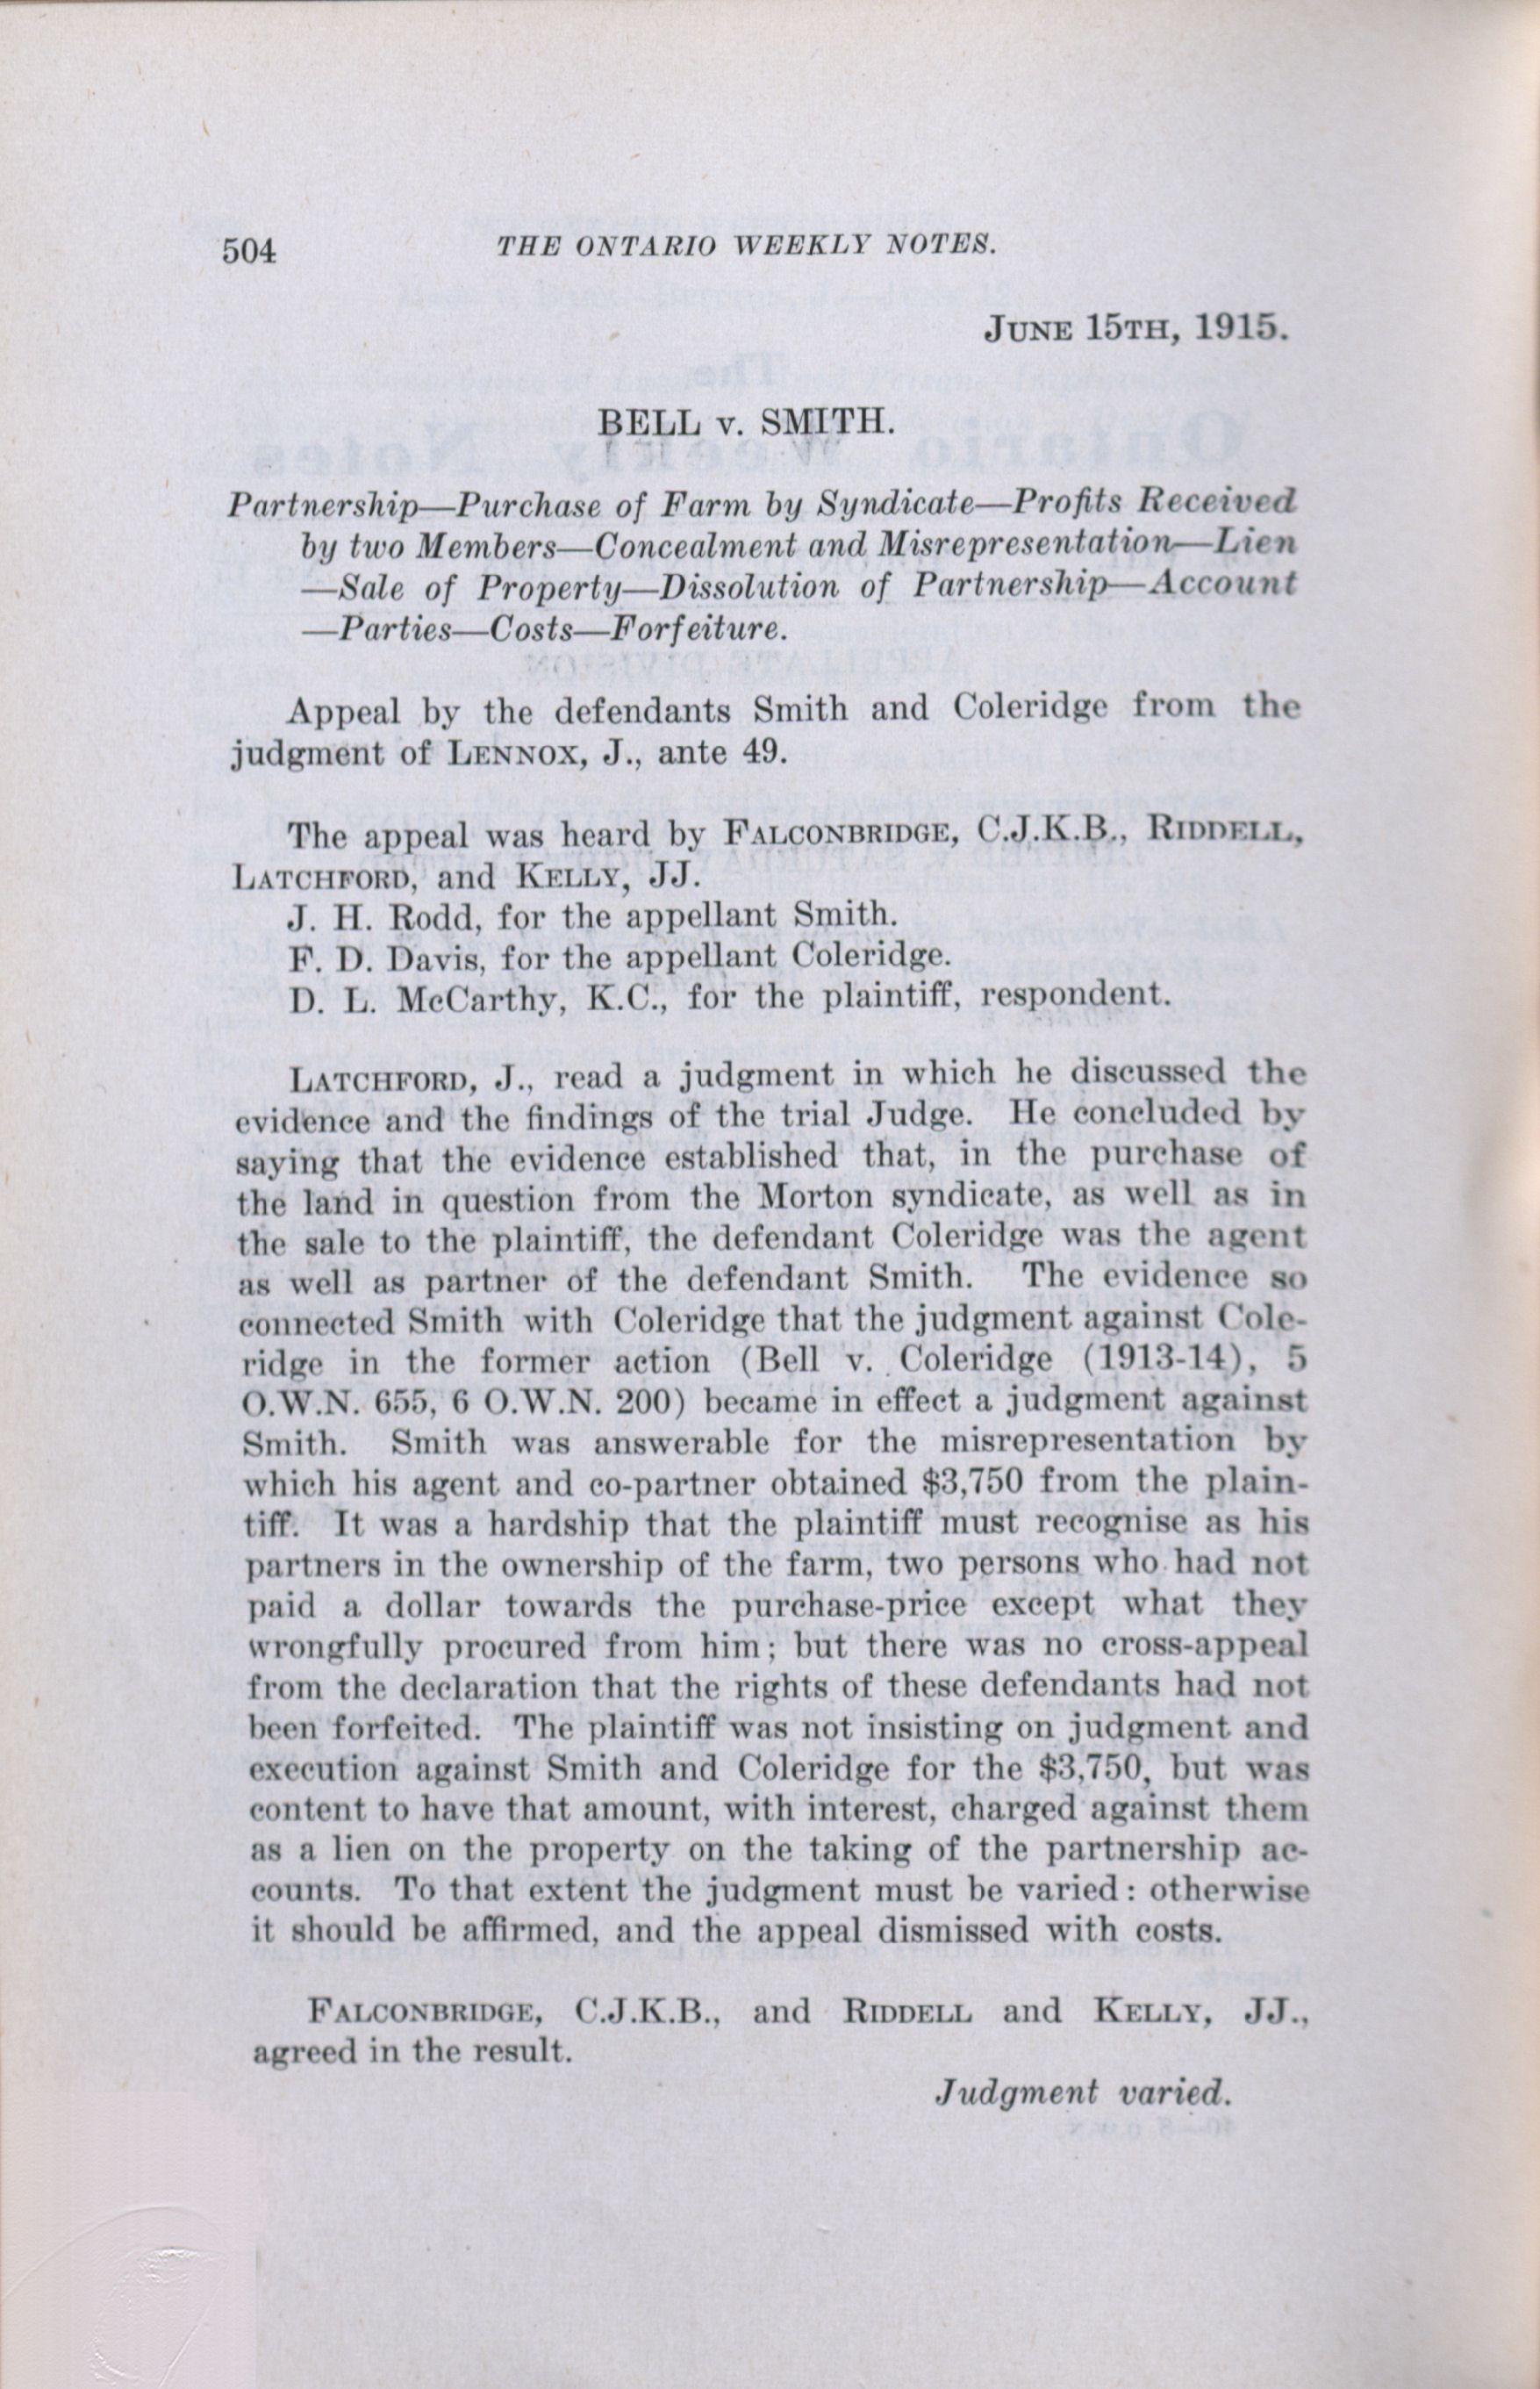 504 THE ONTARIO WEEKLY NOTES.
JUNE 15TH, 1915.
BELL v. SMITH.
Partnership—Purchase of Farm by Syndicate—Profits Received
by two Members—Concealment and Misrepresentation—Lien
—Sale of Property—Dissolution of Partnership—Account
—Parties—Costs—Forfeiture.
Appeal by the defendants Smith and Coleridge from the
judgment of LENNOX, J., ante 49.
The appeal was heard by FALCONBRIDGE, C.J.K.B., RIDDELL,
LATCHFORD, and KELLY, JJ.
J. H. Rodd, for the appellant Smith.
F. D. Davis, for the appellant Coleridge.
D. L. McCarthy, K.C., for the plaintiff, respondent.
LATCHFORD, J., read a judgment in which he discussed the
evidence and the findings of the trial Judge. He concluded by
saying that the evidence established that, in the purchase of
the land in question from the Morton syndicate, as well as in
the sale to the plaintiff, the defendant Coleridge was the agent
as well as partner of the defendant Smith. The evidence so
connected Smith with Coleridge that the judgment against Cole-
ridge in the former action (Bell v. Coleridge (1913-14), 5
O.W.N. 655, 6 O.W.N. 200) became in effect a judgment against
Smith. Smith was answerable for the misrepresentation by
which his agent and co-partner obtained $3,750 from the plain-
tiff. It was a hardship that the plaintiff must recognise as his
partners in the ownership of the farm, two persons who had not
paid a dollar towards the purchase-price except what they
wrongfully procured from him; but there was no cross-appeal
from the declaration that the rights of these defendants had not
been forfeited. The plaintiff was not insisting on judgment and
execution against Smith and Coleridge for the $3,750, but was
content to have that amount, with interest, charged against them
as a lien on the property on the taking of the partnership ac-
counts. To that extent the judgment must be varied: otherwise
it should be affirmed, and the appeal dismissed with costs.
FALCONBRIDGE, C.J.K.B., and RIDDELL and KELLY, JJ.,
agreed in the result.
Judgment varied.